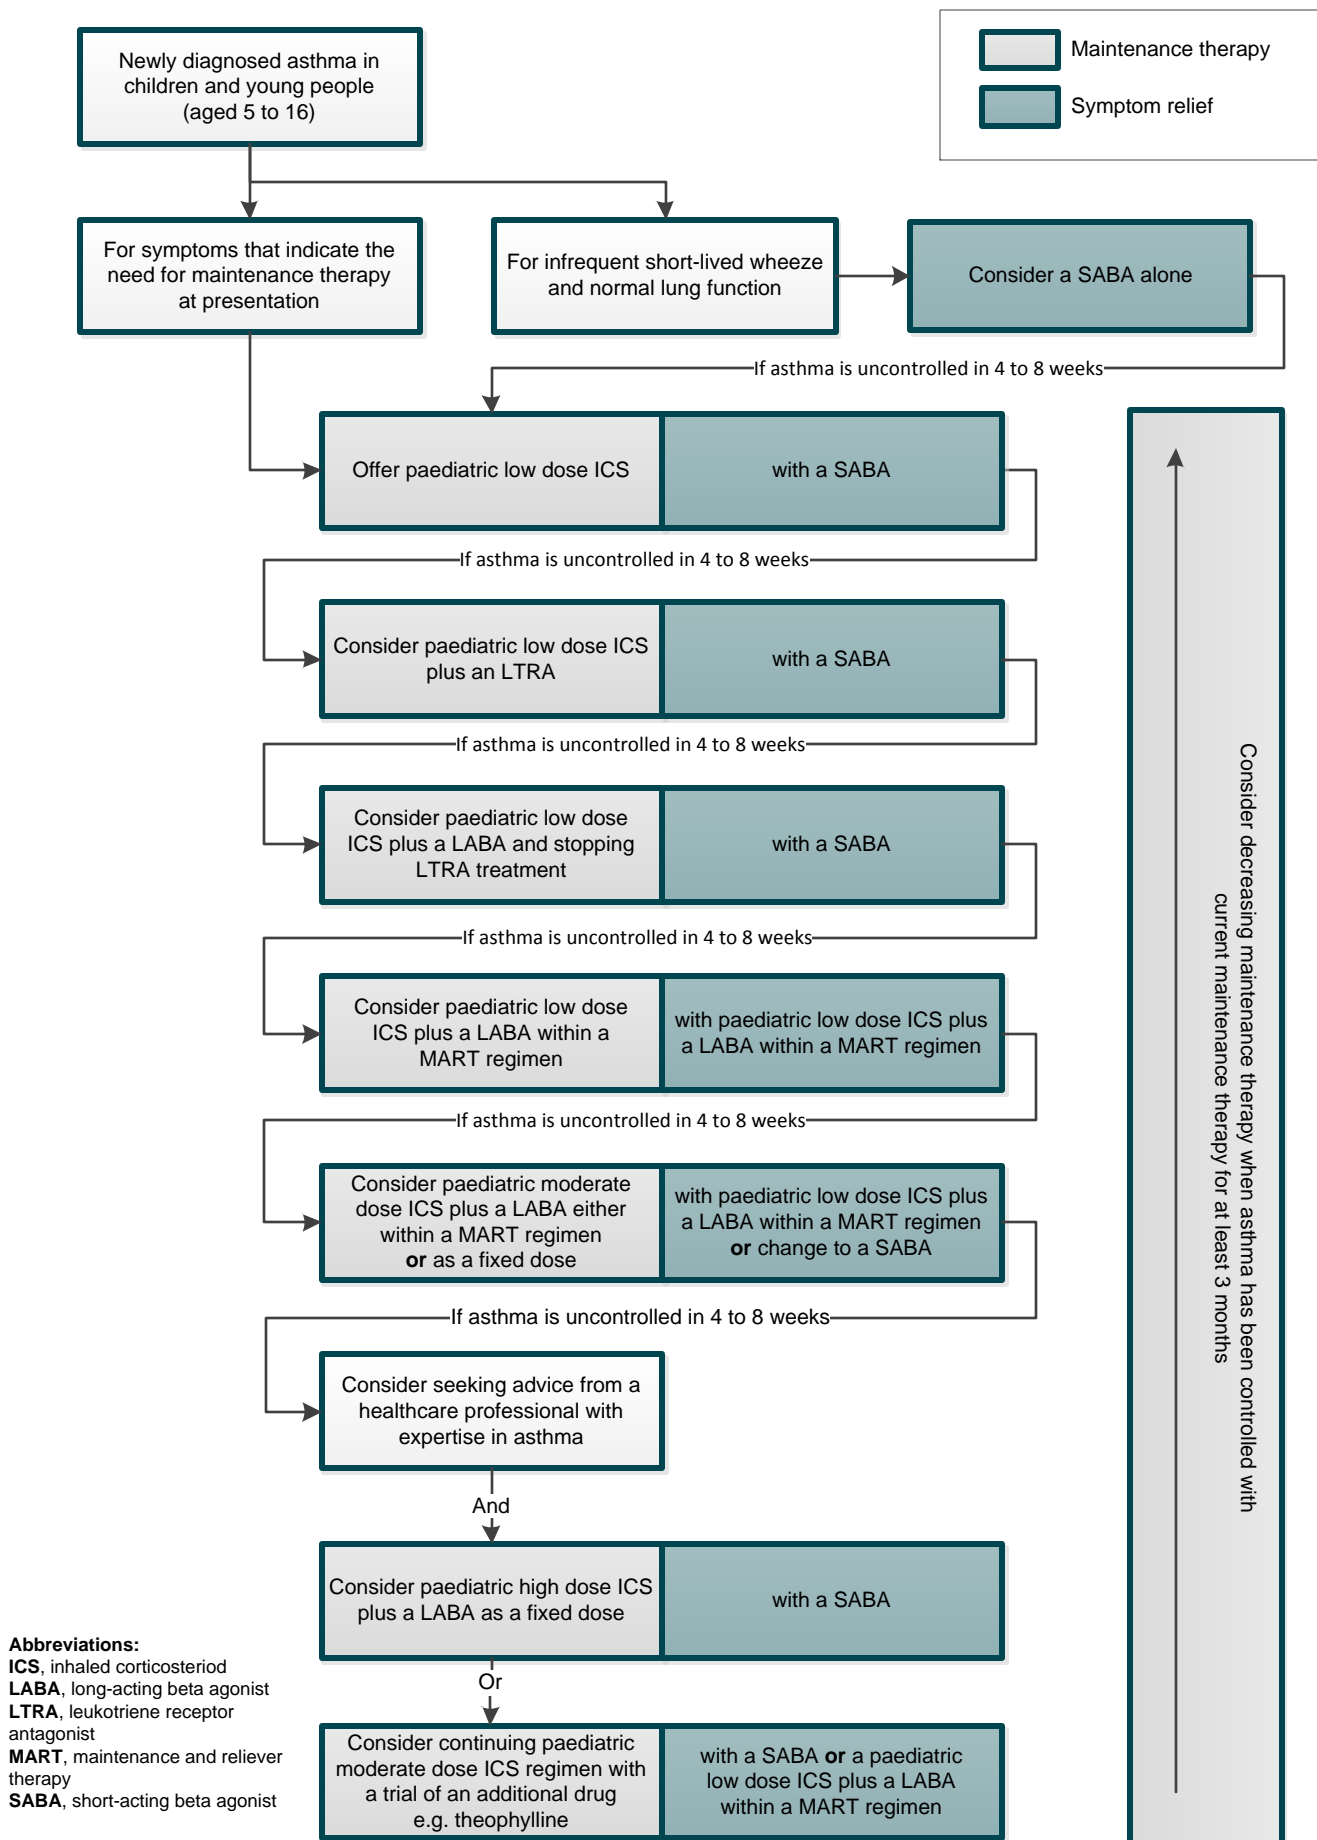 Newly diagnosed asthma in
children and young people
(aged 5 to 16)
Maintenance therapy
Symptom relief
For symptoms that indicate the
need for maintenance therapy
at presentation
For infrequent short-lived wheeze
and normal lung function
Consider a SABA alone
If asthma is uncontrolled in 4 to 8 weeks
Offer paediatric low dose ICS
with a SABA
If asthma is uncontrolled in 4 to 8 weeks
Consider paediatric low dose ICS
plus an LTRA
with a SABA
If asthma is uncontrolled in 4 to 8 weeks
Consider paediatric low dose
ICS plus a LABA and stopping
LTRA treatment
with a SABA
If asthma is uncontrolled in 4 to 8 weeks
Consider paediatric low dose
ICS plus a LABA within a
MART regimen
with paediatric low dose ICS plus
a LABA within a MART regimen
If asthma is uncontrolled in 4 to 8 weeks
Consider paediatric moderate
dose ICS plus a LABA either
within a MART regimen
or as a fixed dose
with paediatric low dose ICS plus
a LABA within a MART regimen
or change to a SABA
If asthma is uncontrolled in 4 to 8 weeks
Consider seeking advice from a
healthcare professional with
expertise in asthma
And
Consider paediatric high dose ICS
plus a LABA as a fixed dose
with a SABA
Or
Consider continuing paediatric
moderate dose ICS regimen with
a trial of an additional drug
e.g. theophylline
with a SABA or a paediatric
low dose ICS plus a LABA
within a MART regimen
Consider decreasing maintenance therapy when asthma has been controlled with
current maintenance therapy for at least 3 months
Abbreviations:
ICS, inhaled corticosteriod
LABA, long-acting beta agonist
LTRA, leukotriene receptor
antagonist
MART, maintenance and reliever
therapy
SABA, short-acting beta agonist